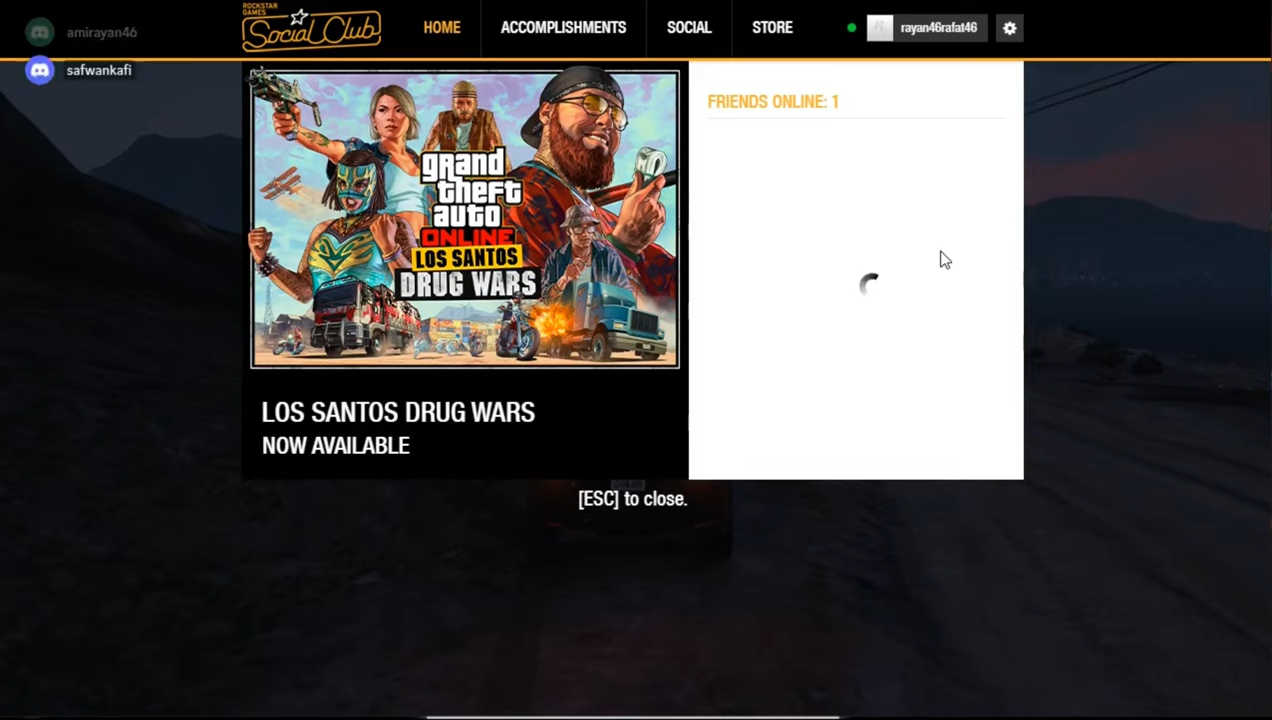 amirayan46
safwankafi
ROCKSTAR
GAMES
Social Club
HOME
ACCOMPLISHMENTS
SOCIAL
STORE
R
rayan46rafat46
FRIENDS ONLINE: 1
grand
theft
auto
ONLINE
LOS SANTOS
DRUG WARS
LOS SANTOS DRUG WARS
NOW AVAILABLE
[ESC] to close.